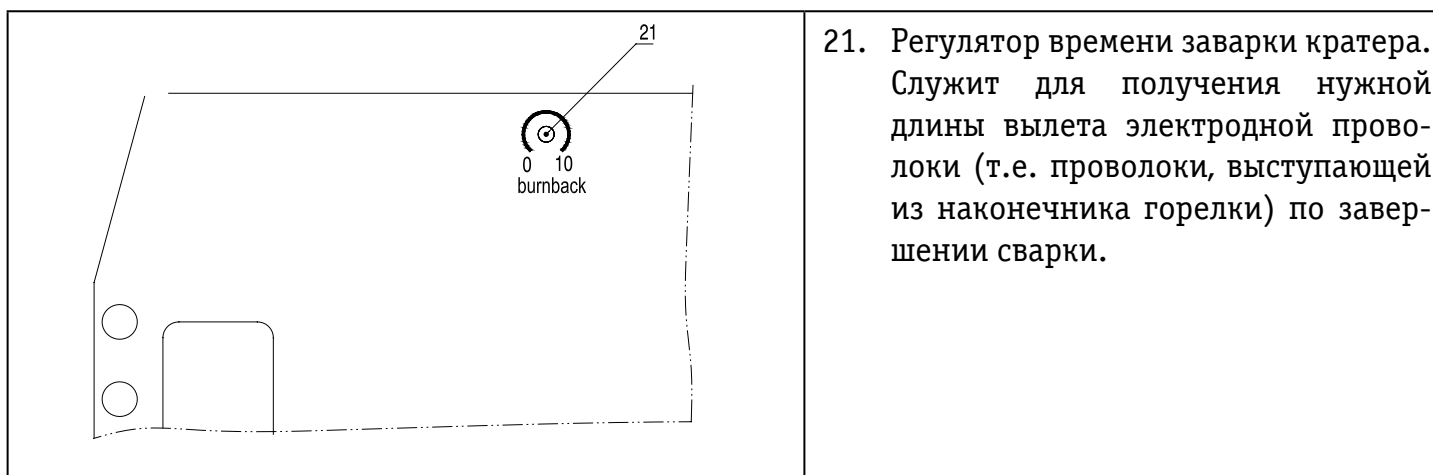 21
0 10
burnback
21. Регулятор времени заварки кратера.
Служит для получения нужной
длины вылета электродной прово-
локи (т.е. проволоки, выступающей
из наконечника горелки) по завер-
шении сварки.